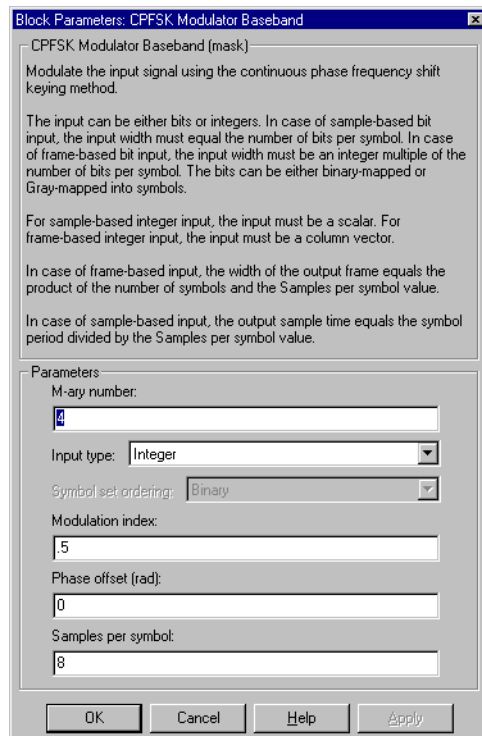 Block Parameters: CPFSK Modulator Baseband
CPFSK Modulator Baseband (mask)
Modulate the input signal using the continuous phase frequency shift
keying method.
The input can be either bits or integers. In case of sample-based bit
input, the input width must equal the number of bits per symbol. In case
of frame-based bit input, the input width must be an integer multiple of the
number of bits per symbol. The bits can be either binary-mapped or
Gray-mapped into symbols.
For sample-based integer input, the input must be a scalar. For
frame-based integer input, the input must be a column vector.
In case of frame-based input, the width of the output frame equals the
product of the number of symbols and the Samples per symbol value.
In case of sample-based input, the output sample time equals the symbol
period divided by the Samples per symbol value.
Parameters
M-ary number:
4
Input type: Integer
Symbol set ordering: Binary
Modulation index:
.5
Phase offset (rad):
0
Samples per symbol:
8
OK Cancel Help Apply